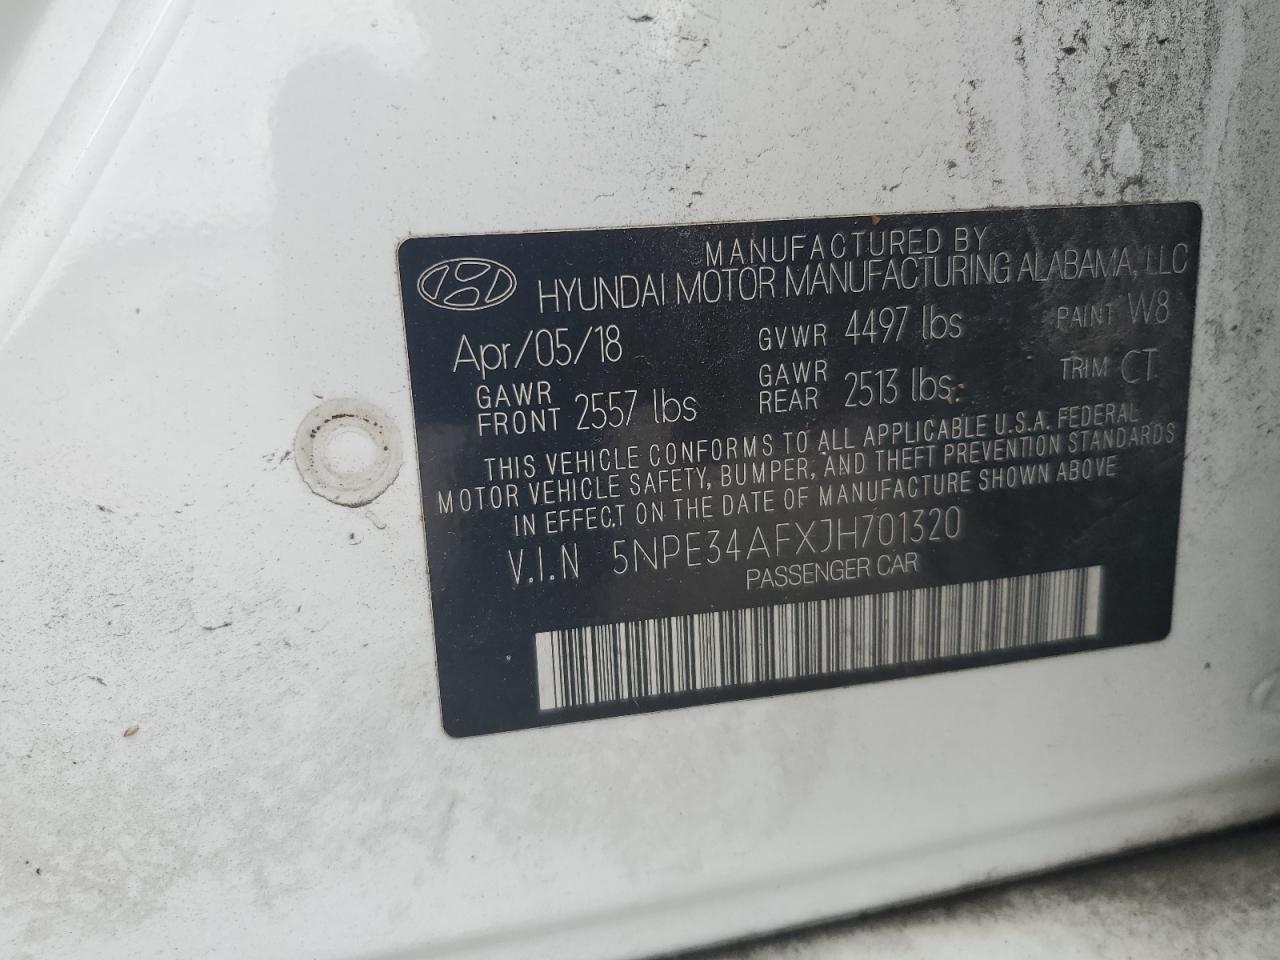 MANUFACTURED BY
HYUNDAI MOTOR MANUFACTURING ALABAMA, LLC
Apr/05/18 GVWR 4497 lbs PAINT W8
GAWR FRONT 2557 lbs GAWR REAR 2513 lbs TRIM CT
THIS VEHICLE CONFORMS TO ALL APPLICABLE U.S.A. FEDERAL
MOTOR VEHICLE SAFETY, BUMPER, AND THEFT PREVENTION STANDARDS
IN EFFECT ON THE DATE OF MANUFACTURE SHOWN ABOVE
V.I.N 5NPE34AFXJH701320
PASSENGER CAR